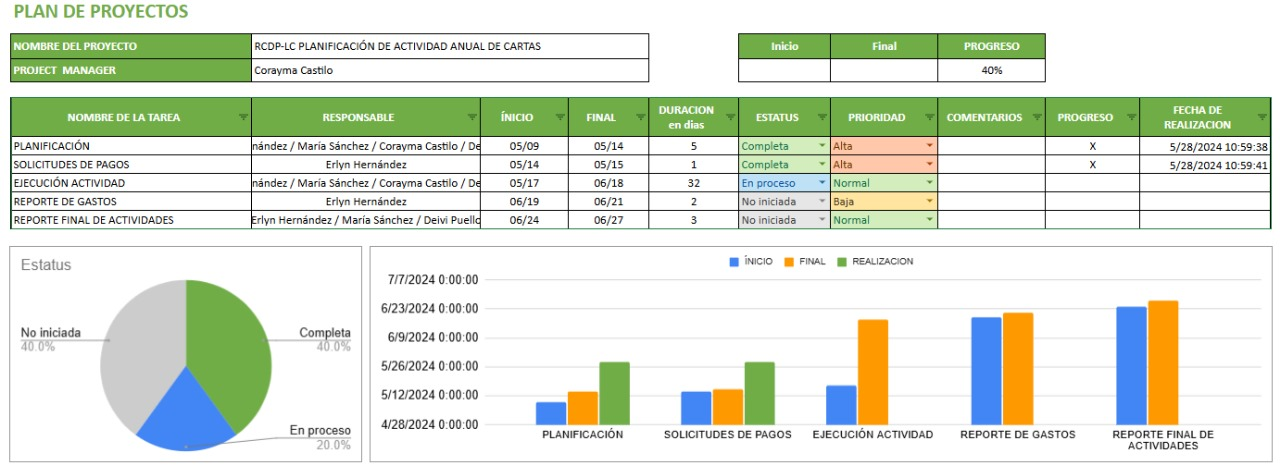 PLAN DE PROYECTOS
NOMBRE DEL PROYECTO RCDP-LC PLANIFICACIÓN DE ACTIVIDAD ANUAL DE CARTAS Inicio Final PROGRESO
PROJECT MANAGER Corayma Castilo 40%
NOMBRE DE LA TAREA RESPONSABLE ÍNICIO FINAL DURACION en dias ESTATUS PRIORIDAD COMENTARIOS PROGRESO FECHA DE REALIZACION
PLANIFICACIÓN nández / María Sánchez / Corayma Castilo / De 05/09 05/14 5 Completa Alta X 5/28/2024 10:59:38
SOLICITUDES DE PAGOS Erlyn Hernández 05/14 05/15 1 Completa Alta X 5/28/2024 10:59:41
EJECUCIÓN ACTIVIDAD nández / María Sánchez / Corayma Castilo / De 05/17 06/18 32 En proceso Normal
REPORTE DE GASTOS Erlyn Hernández 06/19 06/21 2 No iniciada Baja
REPORTE FINAL DE ACTIVIDADES Erlyn Hernández / María Sánchez / Deivi Puello 06/24 06/27 3 No iniciada Normal
Estatus
No iniciada
40.0%
Completa
40.0%
En proceso
20.0%
ÍNICIO FINAL REALIZACION
7/7/2024 0:00:00
6/23/2024 0:00:00
6/9/2024 0:00:00
5/26/2024 0:00:00
5/12/2024 0:00:00
4/28/2024 0:00:00
PLANIFICACIÓN SOLICITUDES DE PAGOS EJECUCIÓN ACTIVIDAD REPORTE DE GASTOS REPORTE FINAL DE
ACTIVIDADES